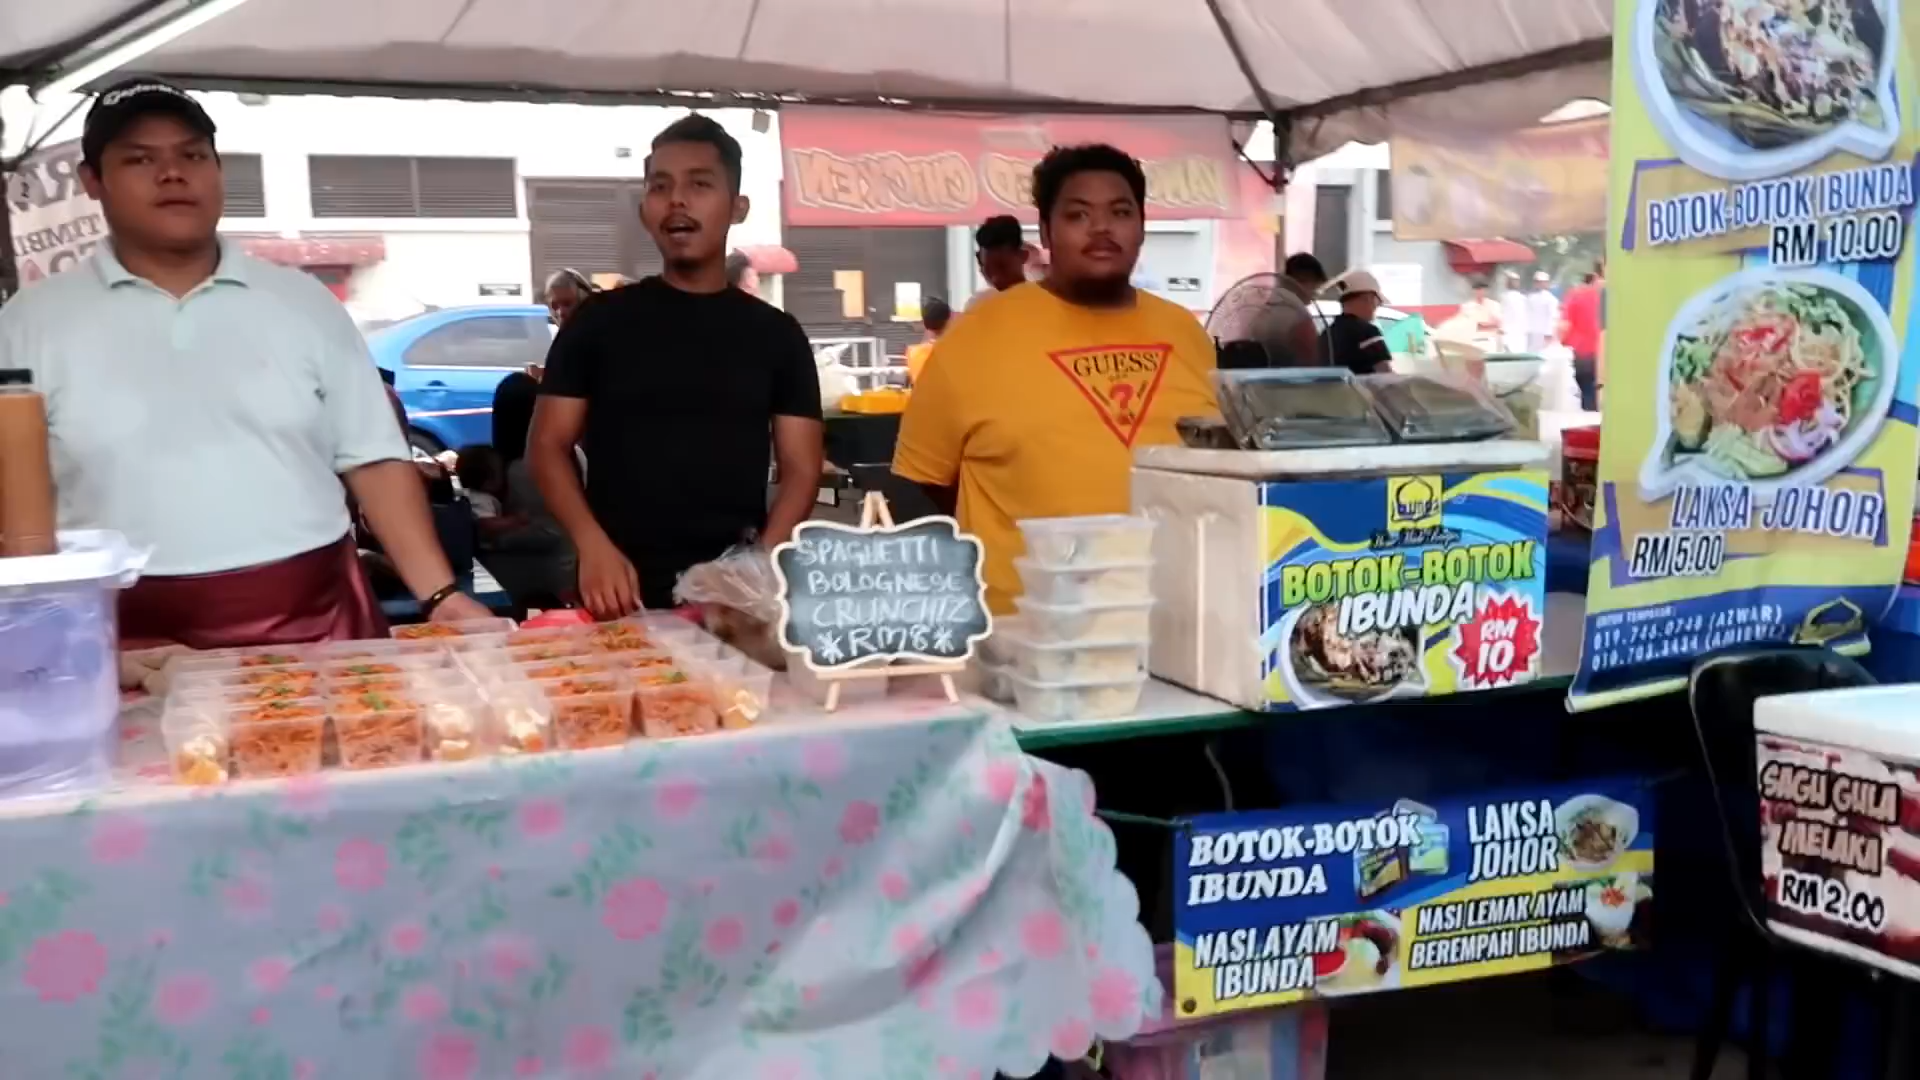 CHICKEN
SPAGHETTI
BOLOGNESE
CRUNCHIZ
*RM8*
GUESS
?
ibunda
BOTOK-BOTOK
IBUNDA
RM
10
BOTOK-BOTOK IBUNDA
RM 10.00
LAKSA JOHOR
RM 5.00
BOTOK-BOTOK
IBUNDA
LAKSA
JOHOR
NASI AYAM
IBUNDA
NASI LEMAK AYAM
BEREMPAH IBUNDA
SAGU GULA
MELAKA
RM 2.00